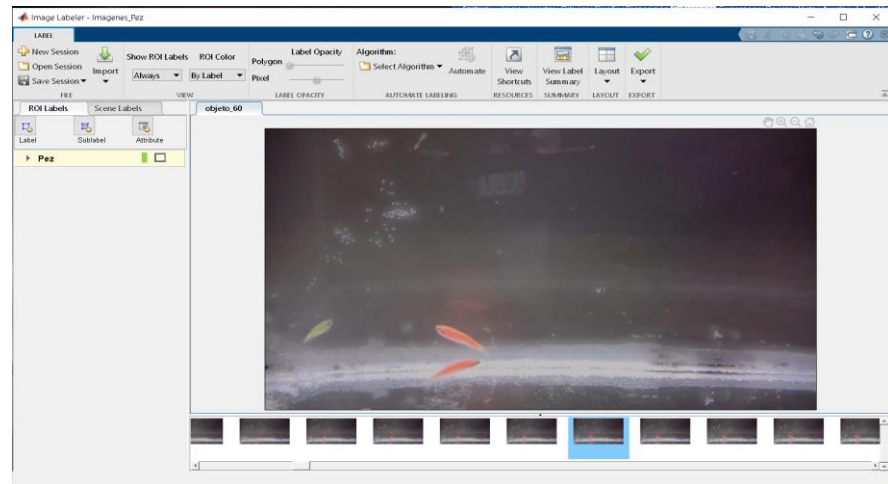 Image Labeler - Imagenes_Pez
LABEL
New Session
Open Session
Save Session
Import
FILE
Show ROI Labels
Always
ROI Color
By Label
VIEW
Label Opacity
Polygon
Pixel
LABEL OPACITY
Algorithm:
Select Algorithm
Automate
AUTOMATE LABELING
View
Shortcuts
RESOURCES
View Label
Summary
SUMMARY
Layout
LAYOUT
Export
EXPORT
ROI Labels
Scene Labels
objeto_60
Label
Sublabel
Attribute
Pez